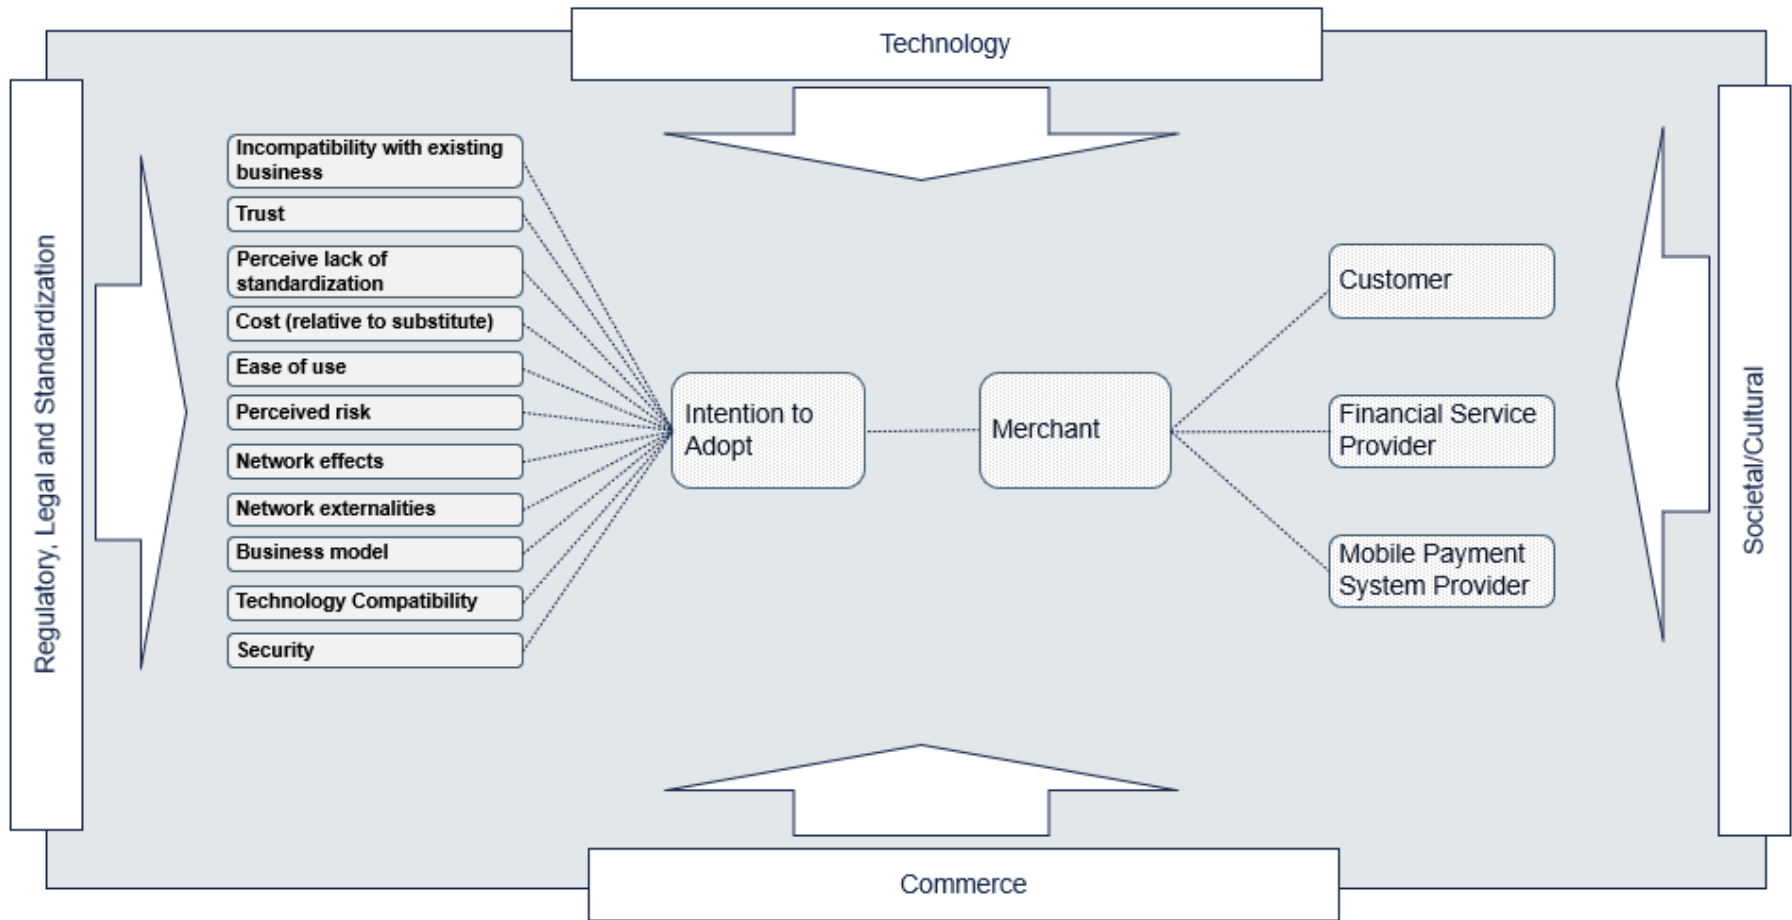 Technology
Regulatory, Legal and Standardization
Incompatibility with existing
business
Trust
Perceive lack of
standardization
Cost (relative to substitute)
Ease of use
Perceived risk
Network effects
Network externalities
Business model
Technology Compatibility
Security
Intention to
Adopt
Merchant
Customer
Financial Service
Provider
Mobile Payment
System Provider
Societal/Cultural
Commerce